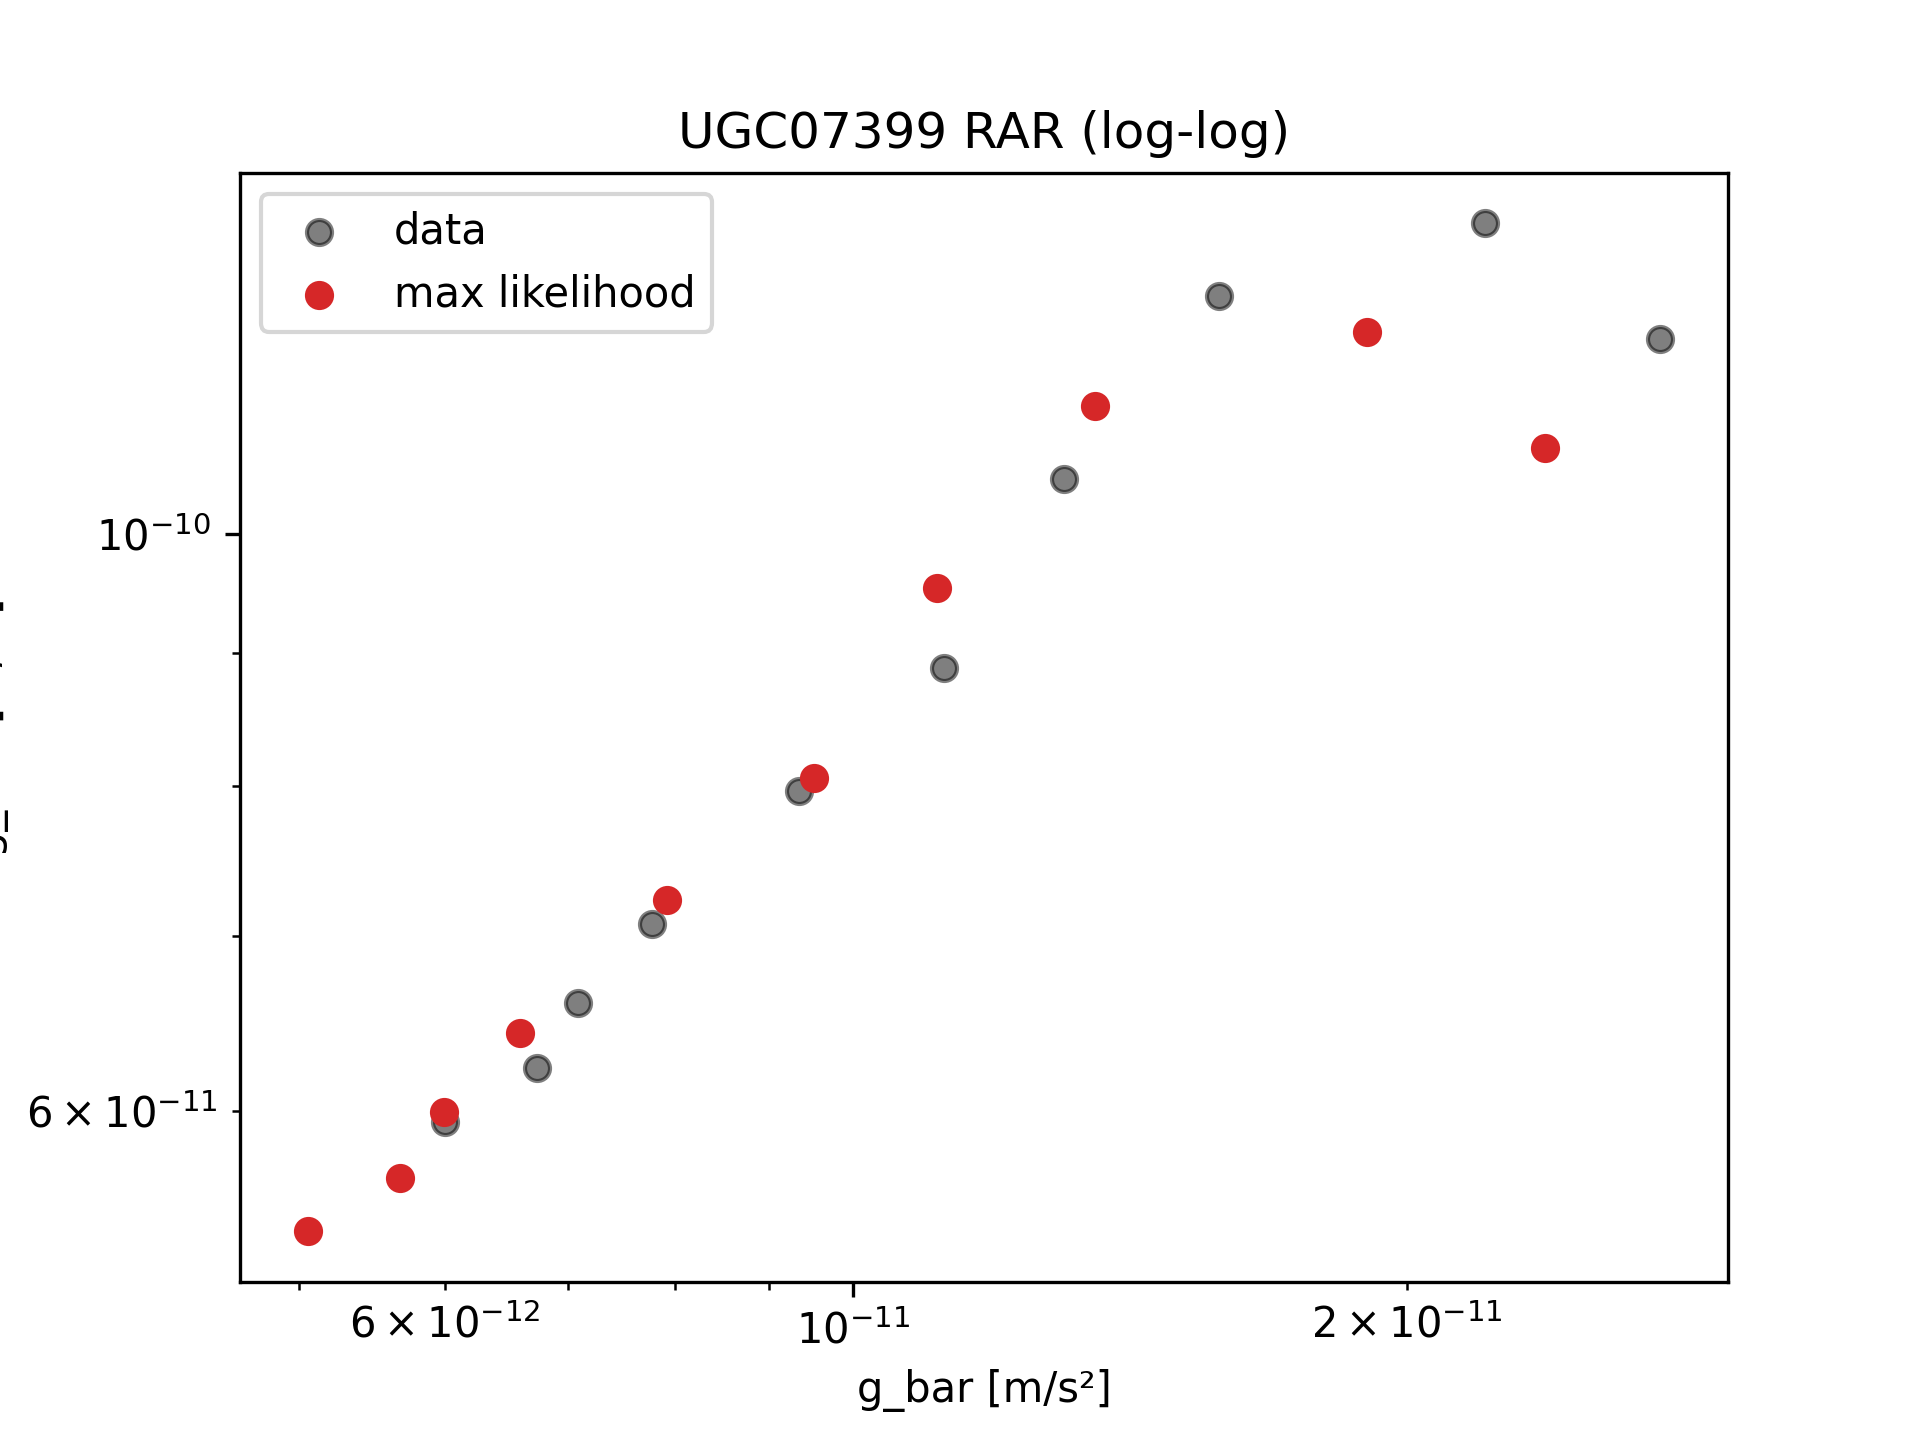 UGC07399 RAR (log-log)
data
max likelihood
10⁻¹⁰
6 × 10⁻¹¹
6 × 10⁻¹²
10⁻¹¹
2 × 10⁻¹¹
g_bar [m/s²]